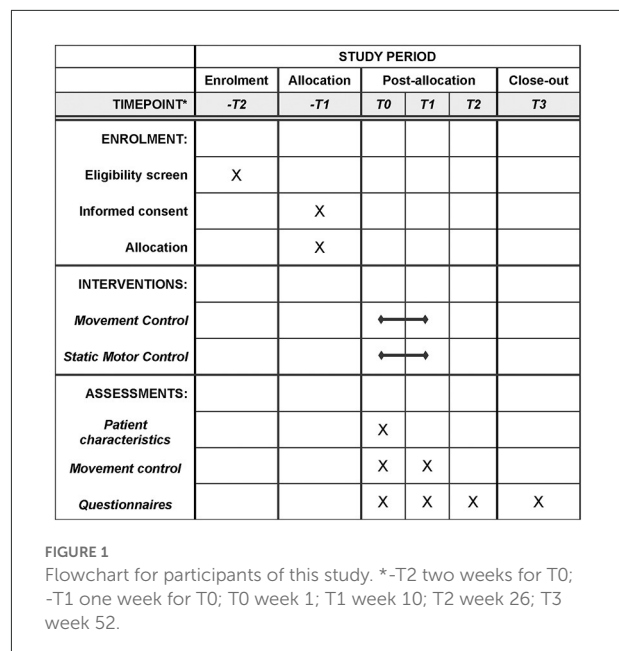 STUDY PERIOD
Enrolment Allocation Post-allocation Close-out
TIMEPOINT* -T2 -T1 T0 T1 T2 T3
ENROLMENT:
Eligibility screen X
Informed consent X
Allocation X
INTERVENTIONS:
Movement Control
Static Motor Control
ASSESSMENTS:
Patient
characteristics X
Movement control X X
Questionnaires X X X X
FIGURE 1
Flowchart for participants of this study. *-T2 two weeks for T0;
-T1 one week for T0; T0 week 1; T1 week 10; T2 week 26; T3
week 52.